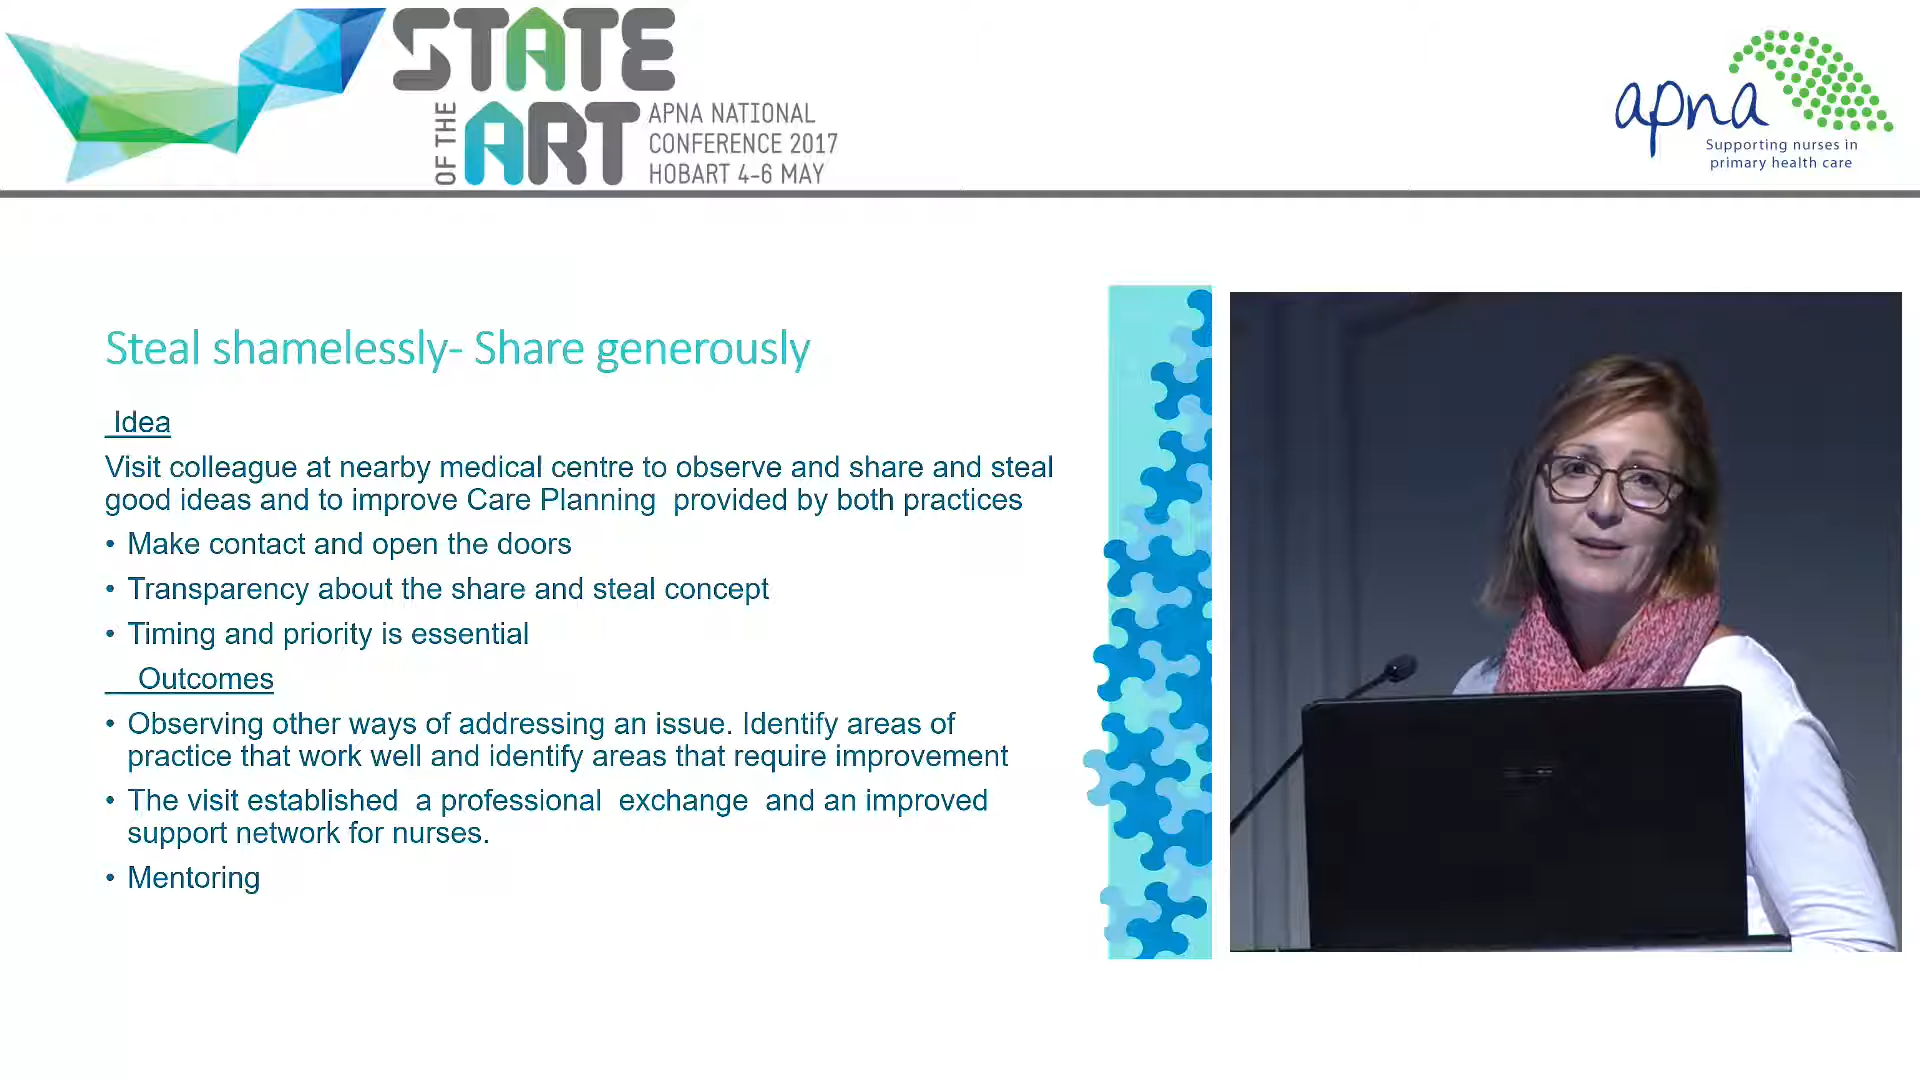 STATE
OF THE
ART
APNA NATIONAL
CONFERENCE 2017
HOBART 4-6 MAY
apna
Supporting nurses in
primary health care
Steal shamelessly- Share generously
Idea
Visit colleague at nearby medical centre to observe and share and steal
good ideas and to improve Care Planning  provided by both practices
• Make contact and open the doors
• Transparency about the share and steal concept
• Timing and priority is essential
Outcomes
• Observing other ways of addressing an issue. Identify areas of
practice that work well and identify areas that require improvement
• The visit established  a professional  exchange  and an improved
support network for nurses.
• Mentoring